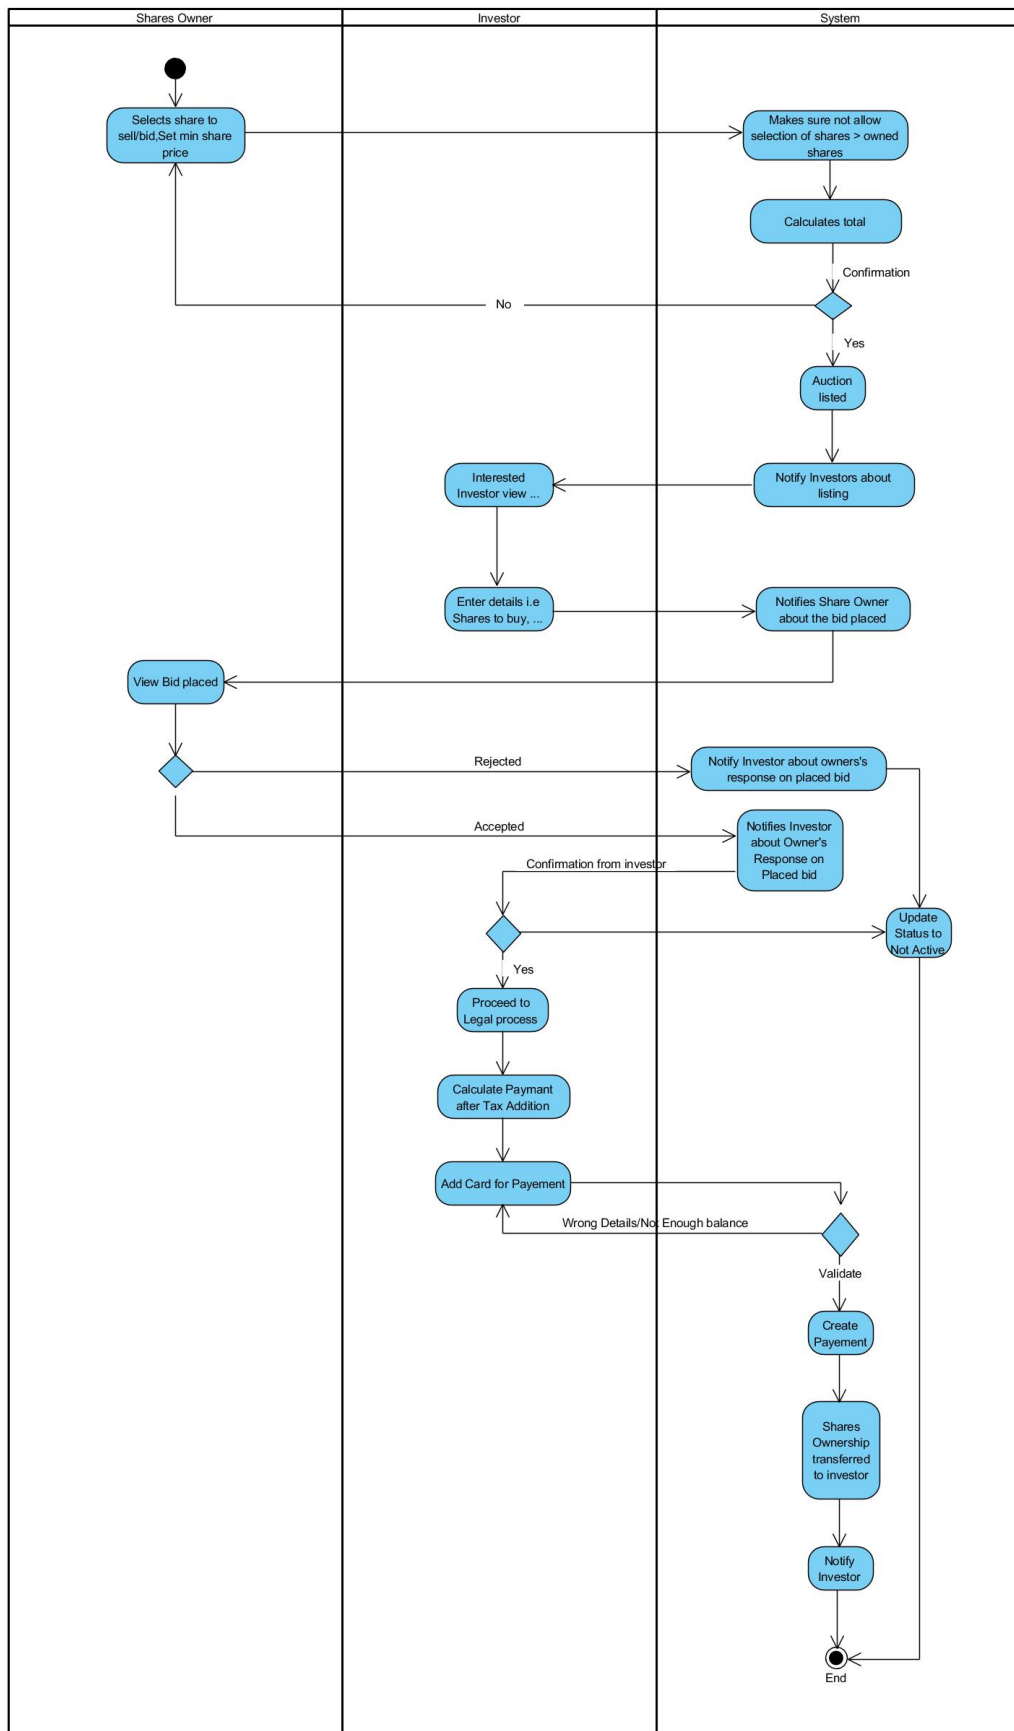 Shares Owner
Investor
System
Selects share to
sell/bid,Set min share
price
Makes sure not allow
selection of shares > owned
shares
Calculates total
Confirmation
No
Yes
Auction
listed
Interested
Investor view ...
Notify Investors about
listing
Enter details i.e
Shares to buy, ...
Notifies Share Owner
about the bid placed
View Bid placed
Rejected
Notify Investor about owners's
response on placed bid
Accepted
Notifies Investor
about Owner's
Response on
Placed bid
Confirmation from investor
Update
Status to
Not Active
Yes
Proceed to
Legal process
Calculate Paymant
after Tax Addition
Add Card for Payement
Wrong Details/Not Enough balance
Validate
Create
Payement
Shares
Ownership
transferred
to investor
Notify
Investor
End